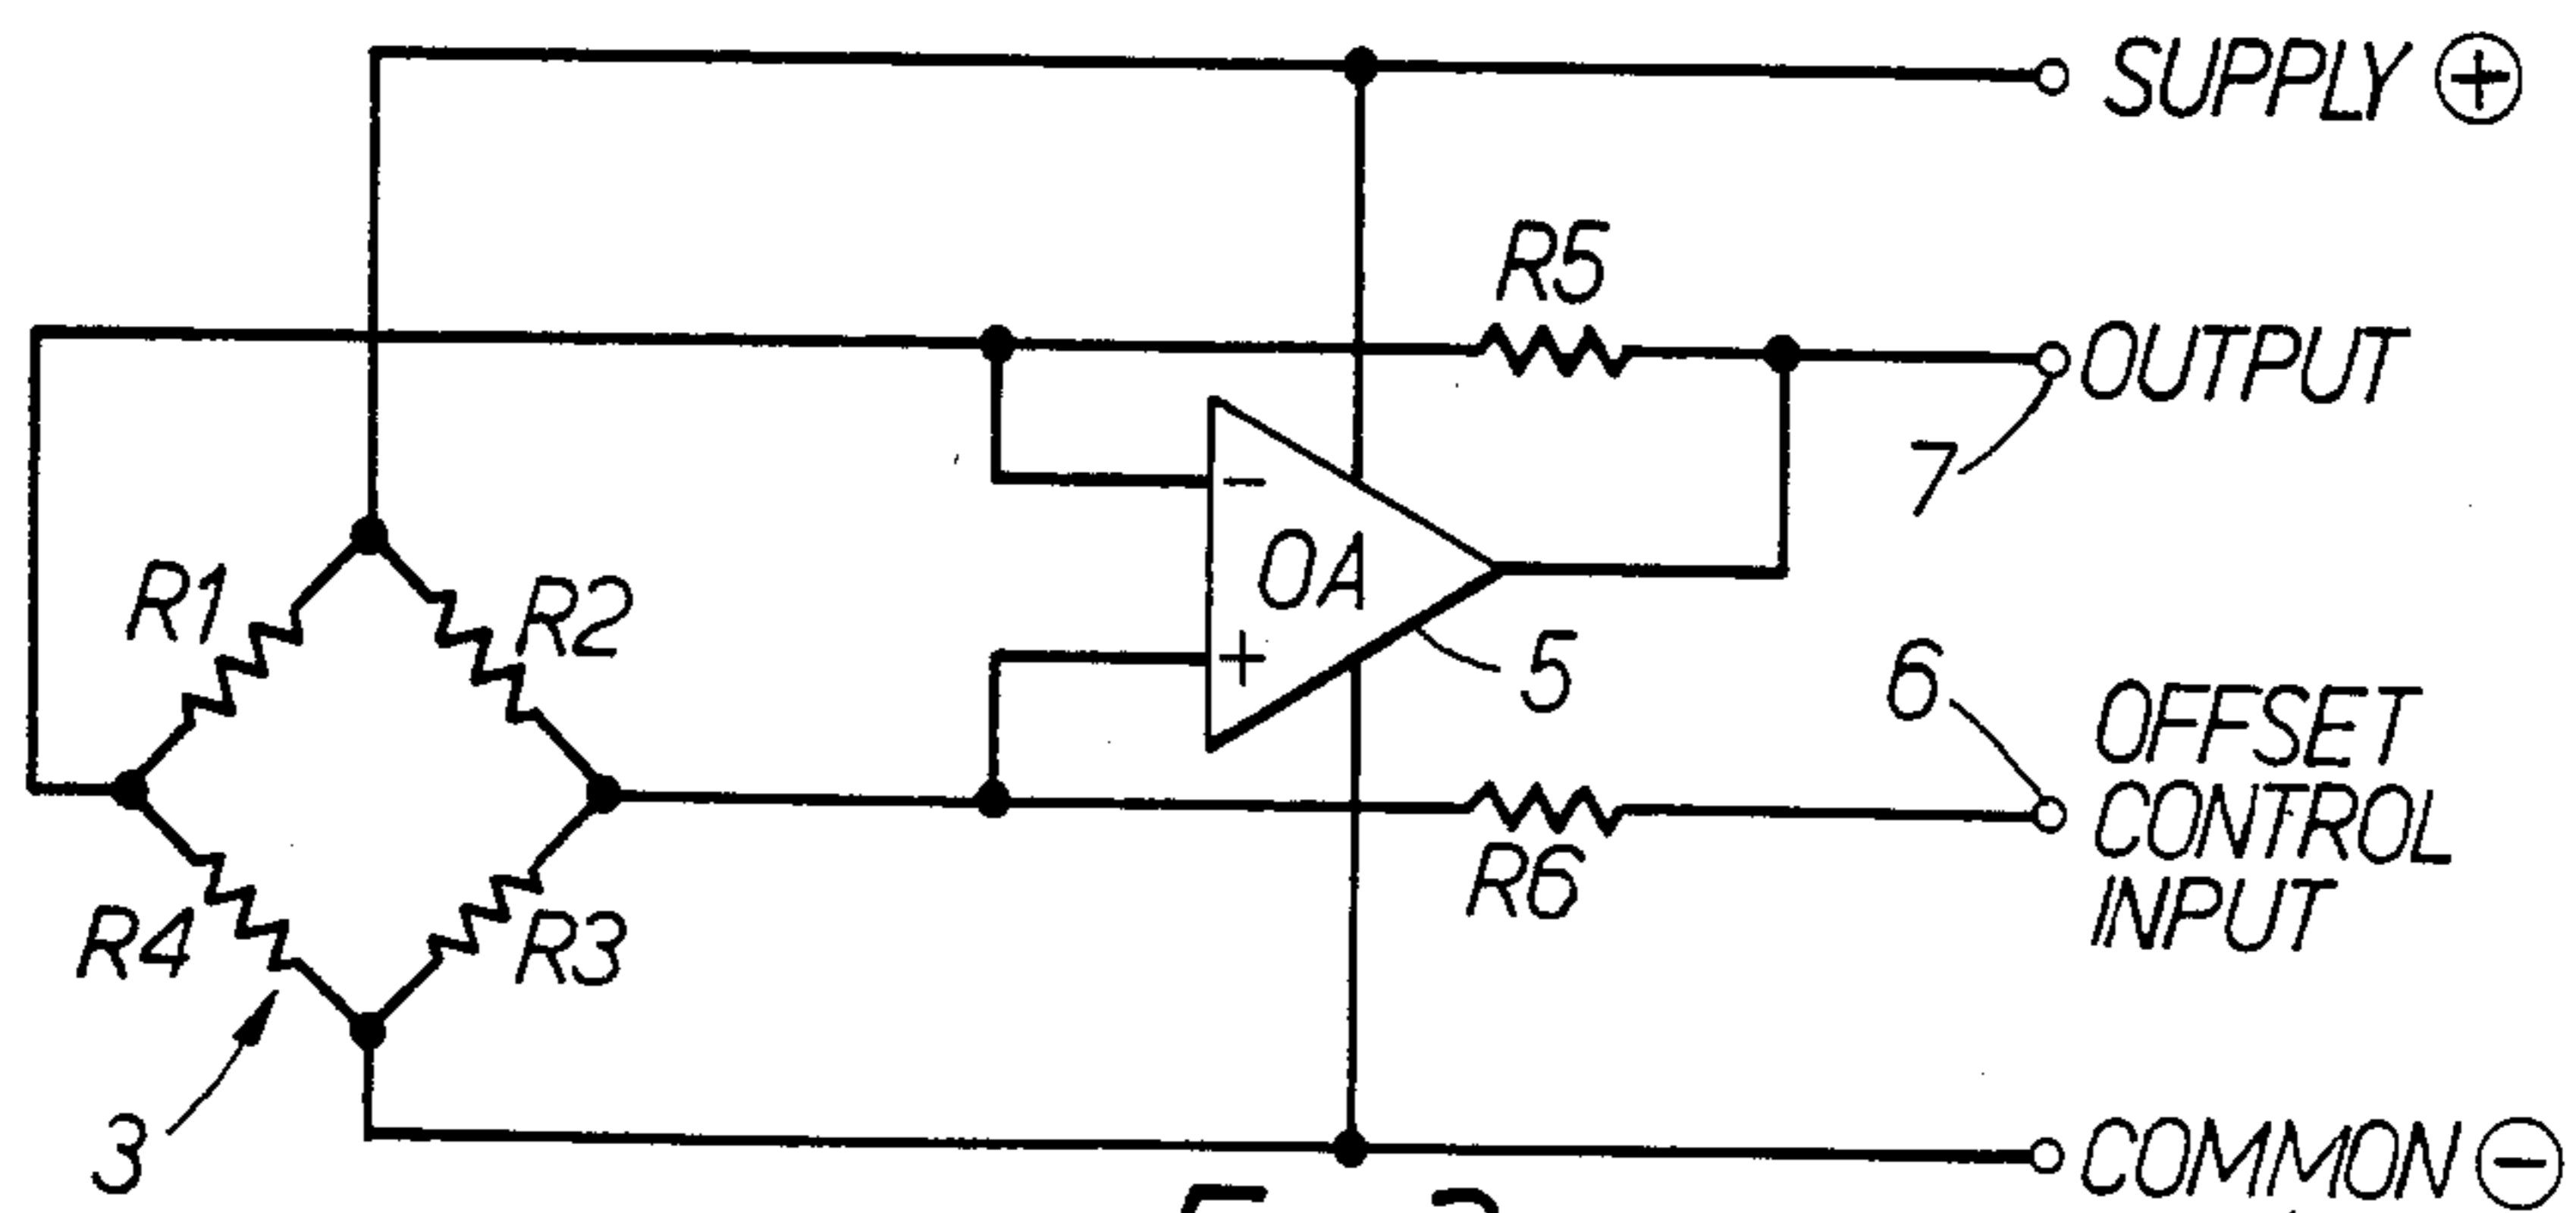 SUPPLY ⊕
R5
OUTPUT
7
R1
R2
-
OA
+
5
6
OFFSET
CONTROL
INPUT
R6
R4
R3
3
COMMON ⊖